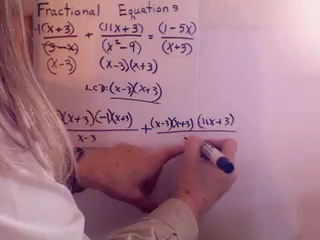 Fractional Equations
-1(x+3) + (11x+3) = (1-5x)
(3-x) (x²-9) (x+3)
(x-3) (x-3)(x+3)
LCD=(x-3)(x+3)
)(x+3)(-1)(x+3) + (x-3)(x+3)(11x+3)
x-3